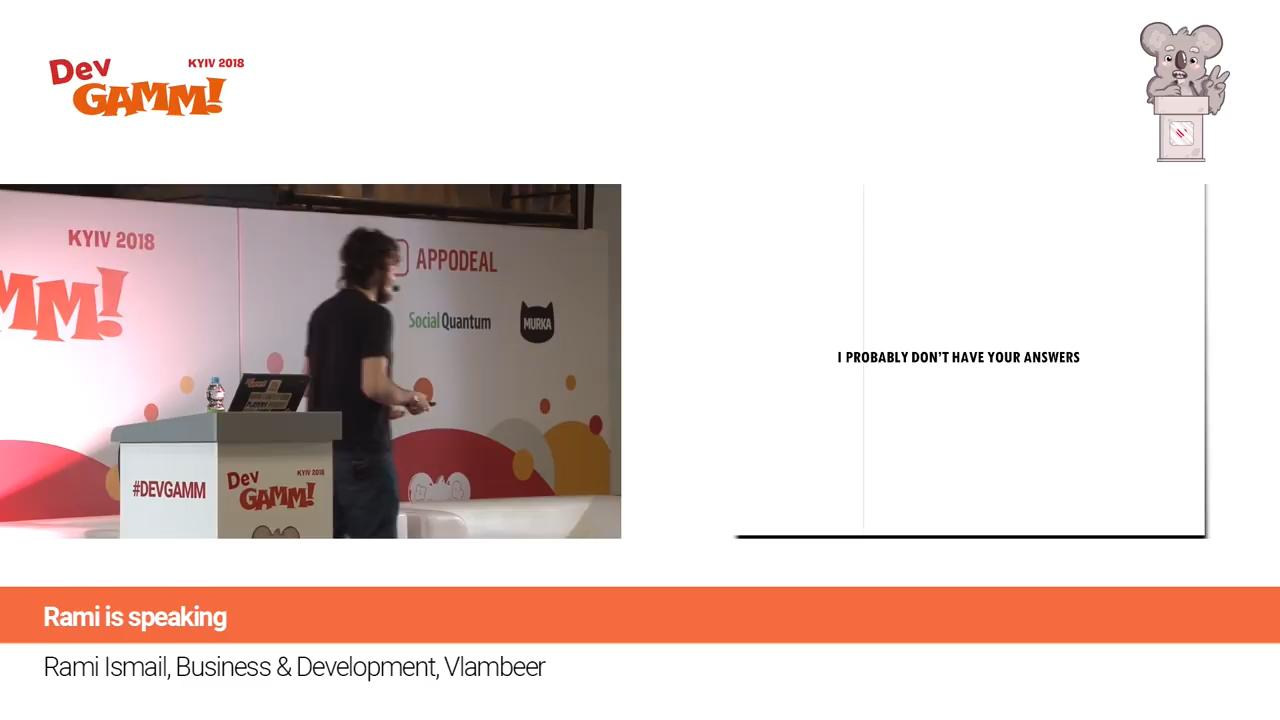 Dev
GAMM!
KYIV 2018
KYIV 2018
MM!
APPODEAL
Social Quantum
MURKA
#DEVGAMM
Dev
GAMM!
KYIV 2018
I PROBABLY DON'T HAVE YOUR ANSWERS
Rami is speaking
Rami Ismail, Business & Development, Vlambeer